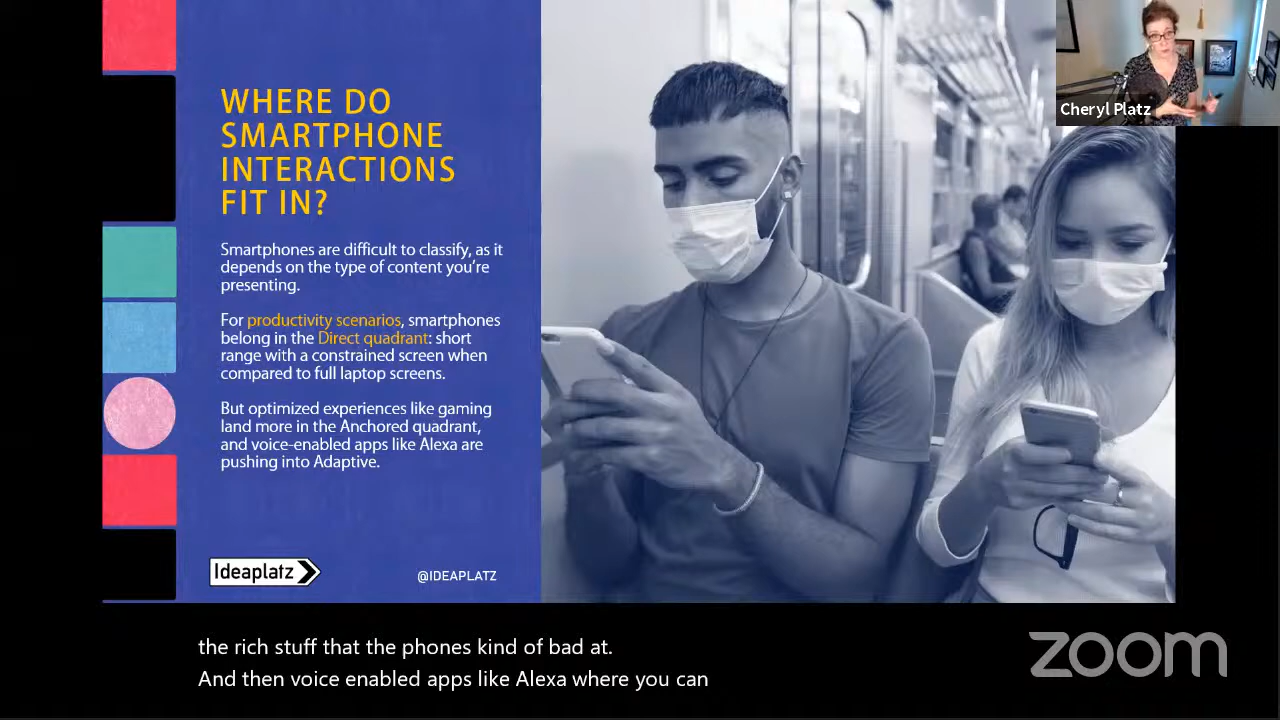 WHERE DO
SMARTPHONE
INTERACTIONS
FIT IN?
Smartphones are difficult to classify, as it
depends on the type of content you're
presenting.
For productivity scenarios, smartphones
belong in the Direct quadrant: short
range with a constrained screen when
compared to full laptop screens.
But optimized experiences like gaming
land more in the Anchored quadrant,
and voice-enabled apps like Alexa are
pushing into Adaptive.
Ideaplatz
@IDEAPLATZ
Cheryl Platz
the rich stuff that the phones kind of bad at.
And then voice enabled apps like Alexa where you can
zoom